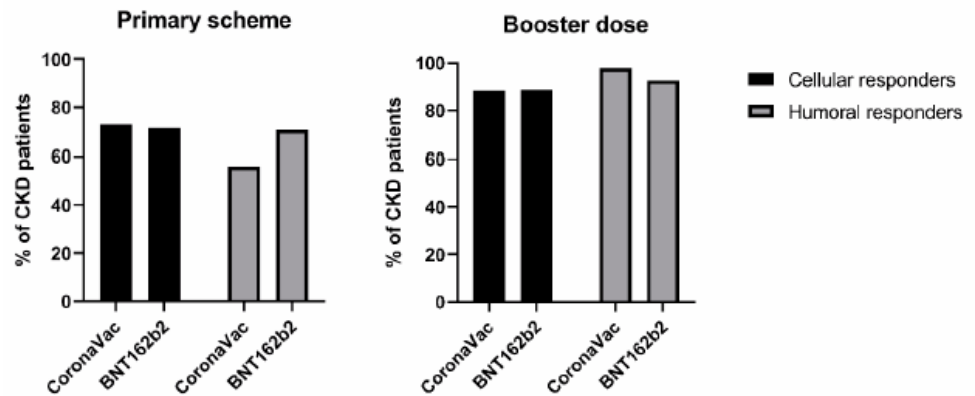 Primary scheme
% of CKD patients
100
80
60
40
20
0
CoronaVac
BNT162b2
CoronaVac
BNT162b2
Booster dose
% of CKD patients
100
80
60
40
20
0
CoronaVac
BNT162b2
CoronaVac
BNT162b2
Cellular responders
Humoral responders